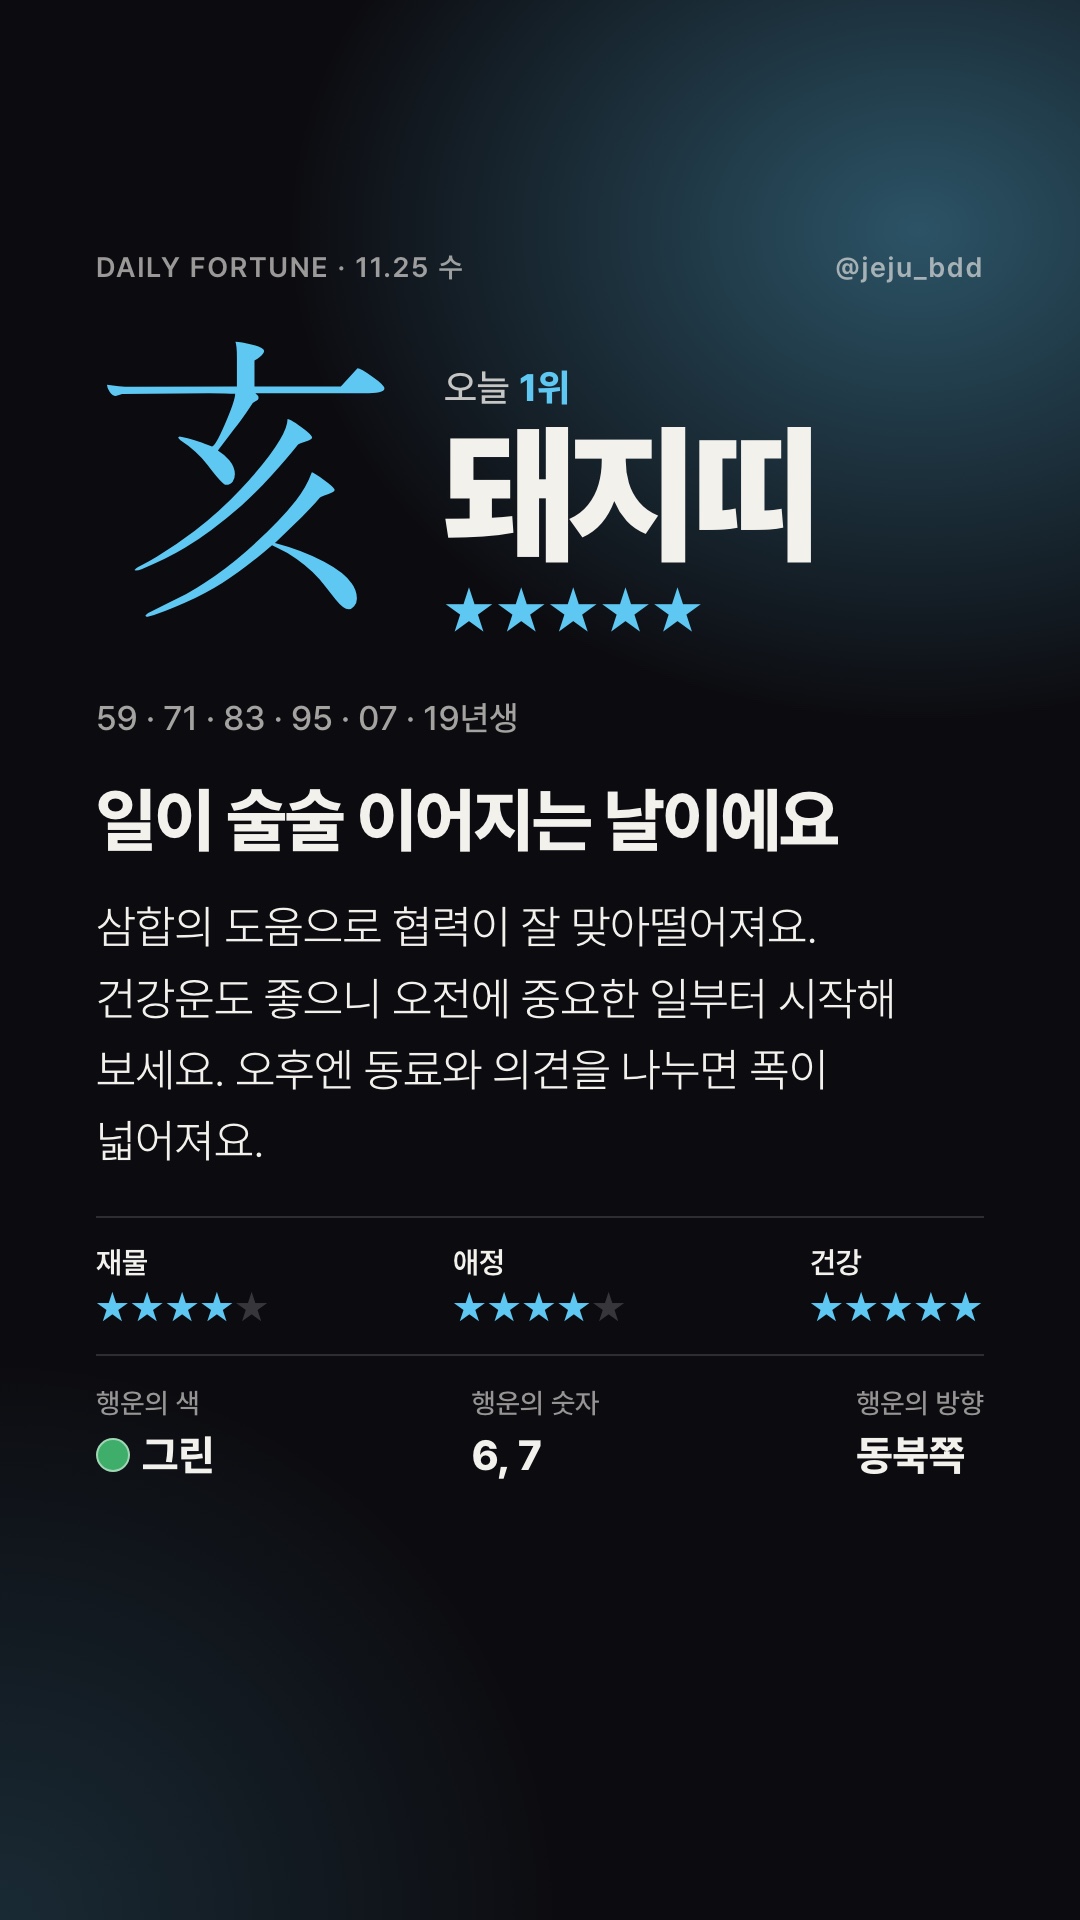 DAILY FORTUNE · 11.25 수
@jeju_bdd
亥
오늘 1위
돼지띠
★★★★★
59 · 71 · 83 · 95 · 07 · 19년생
일이 술술 이어지는 날이에요
삼합의 도움으로 협력이 잘 맞아떨어져요.
건강운도 좋으니 오전에 중요한 일부터 시작해
보세요. 오후엔 동료와 의견을 나누면 폭이
넓어져요.
재물 애정 건강
★★★★★ ★★★★★ ★★★★★
행운의 색 행운의 숫자 행운의 방향
그린 6, 7 동북쪽